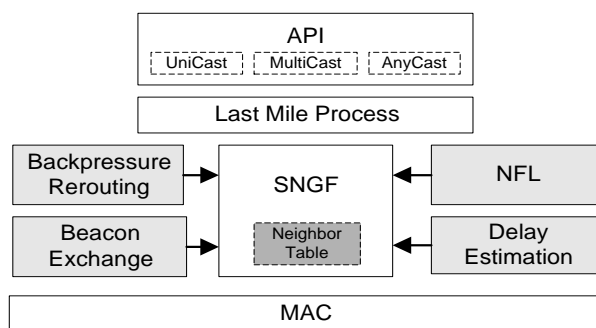 API
UniCast MultiCast AnyCast
Last Mile Process
Backpressure
Rerouting
SNGF
NFL
Beacon
Exchange
Neighbor
Table
Delay
Estimation
MAC